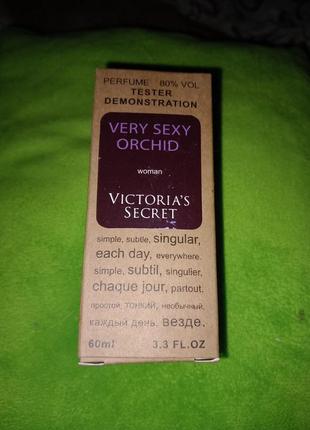 PERFUME 80% VOL
TESTER
DEMONSTRATION
VERY SEXY
ORCHID
woman
VICTORIA'S
SECRET
simple, subtle, singular,
each day, everywhere.
simple, subtil, singulier,
chaque jour, partout.
простой, тонкий, необычный.
каждый день. везде.
60ml 3.3 FL.OZ